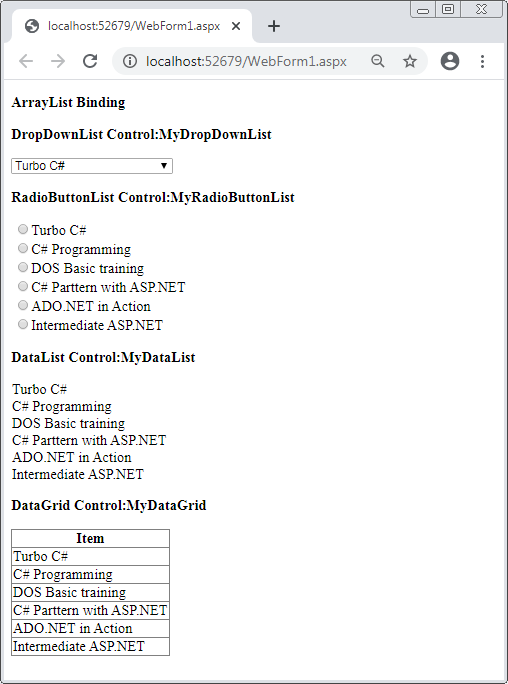 localhost:52679/WebForm1.aspx
localhost:52679/WebForm1.aspx
ArrayList Binding
DropDownList Control:MyDropDownList
Turbo C#
RadioButtonList Control:MyRadioButtonList
Turbo C#
C# Programming
DOS Basic training
C# Parttern with ASP.NET
ADO.NET in Action
Intermediate ASP.NET
DataList Control:MyDataList
Turbo C#
C# Programming
DOS Basic training
C# Parttern with ASP.NET
ADO.NET in Action
Intermediate ASP.NET
DataGrid Control:MyDataGrid
Item
Turbo C#
C# Programming
DOS Basic training
C# Parttern with ASP.NET
ADO.NET in Action
Intermediate ASP.NET